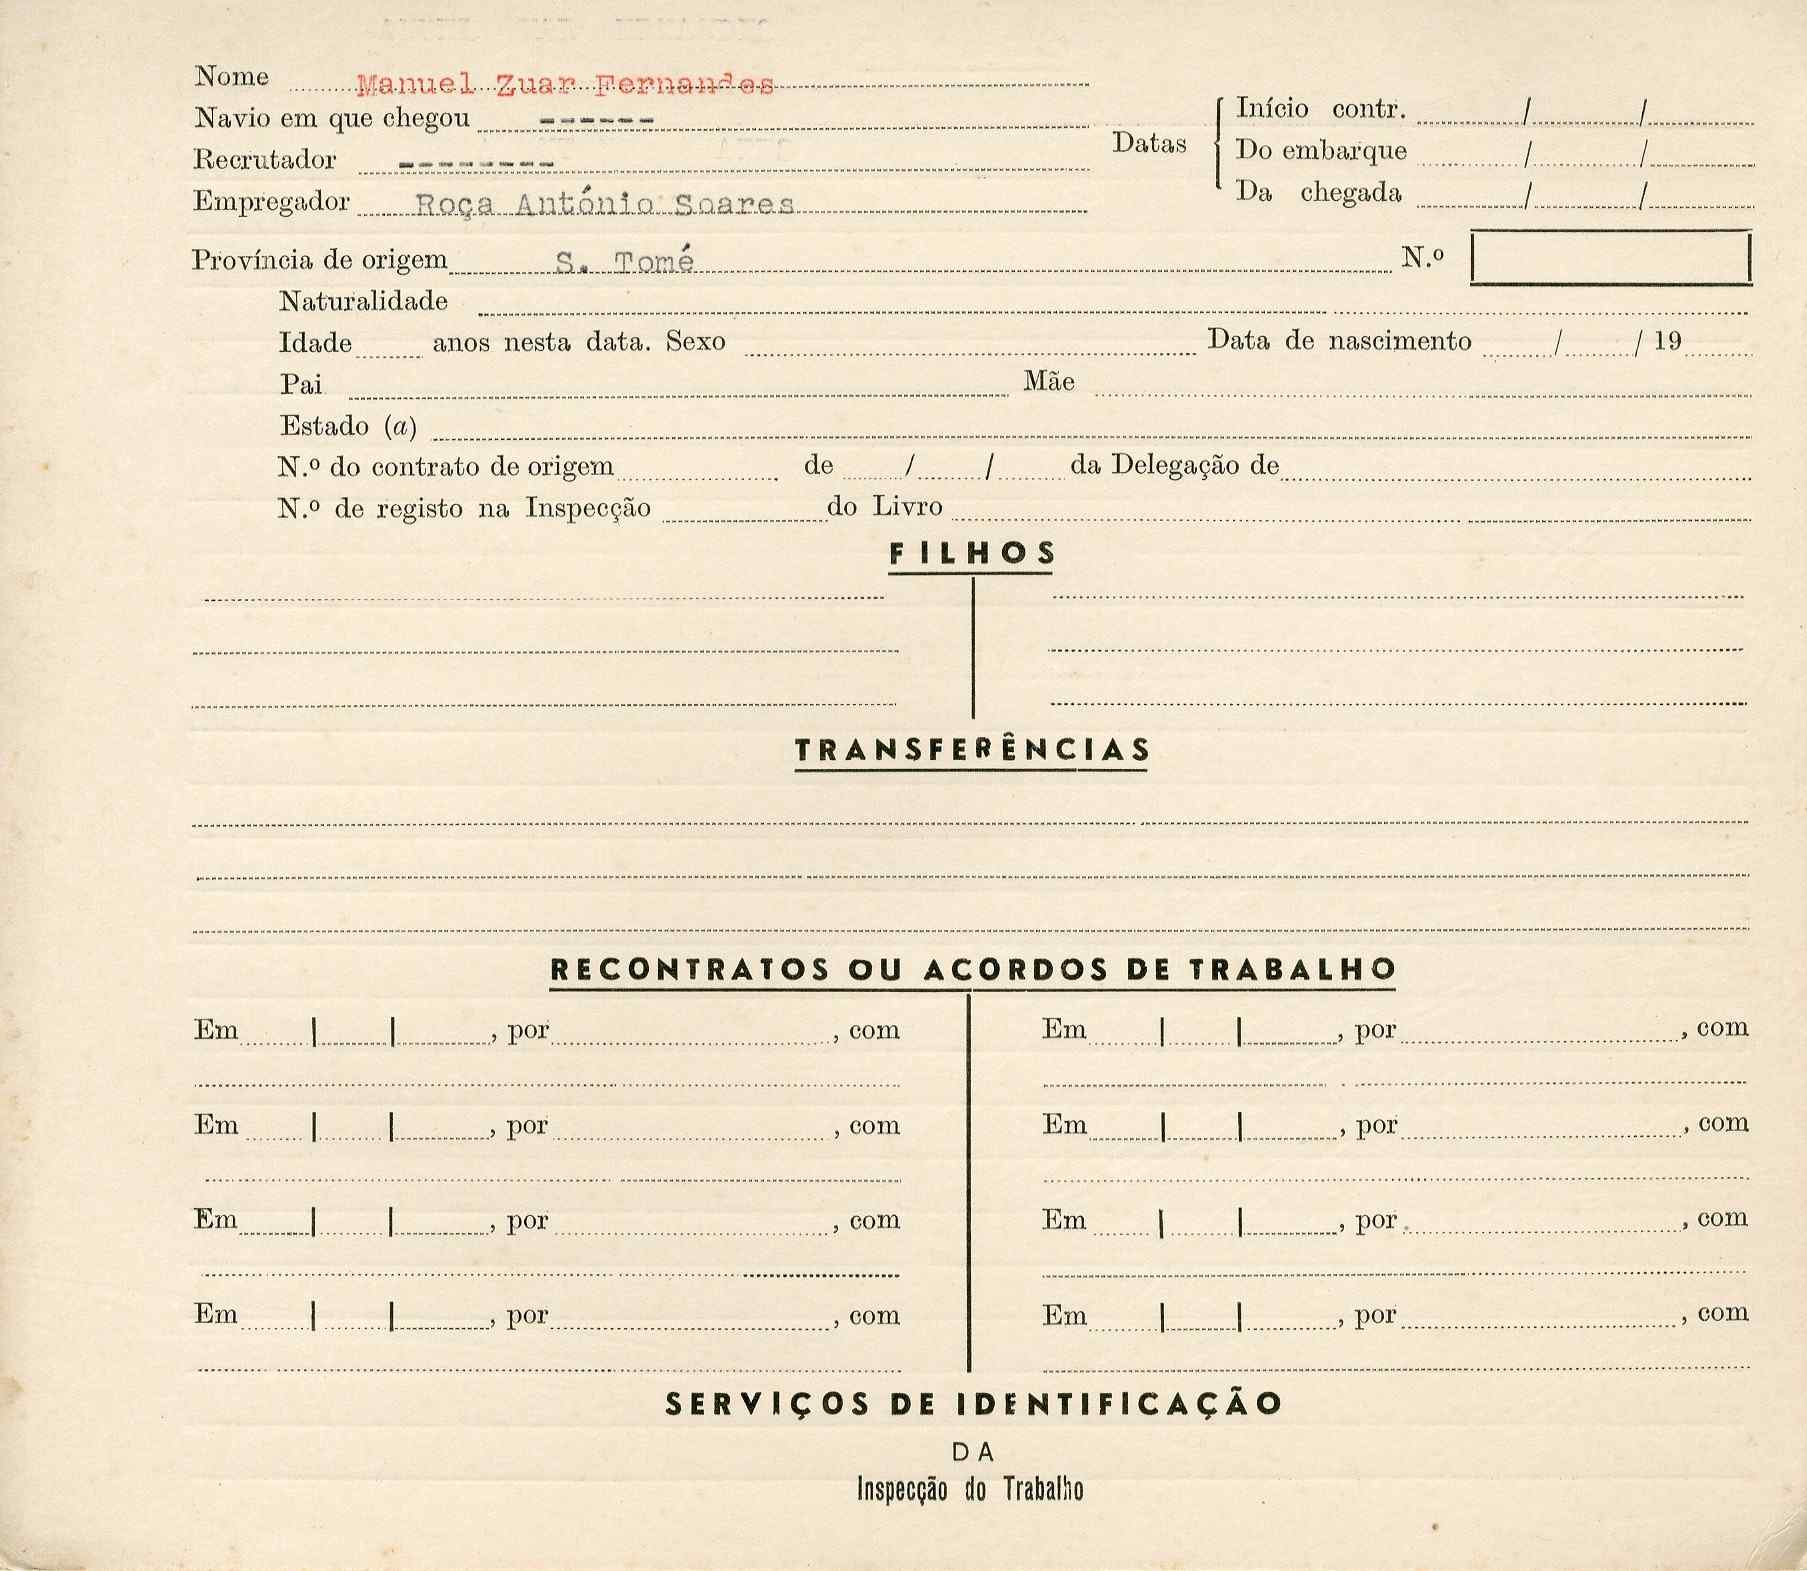 Nome Manuel Zuar Fernandes
Navio em que chegou ------
Recrutador --------
Empregador Roça António Soares
Datas
Início contr. / /
Do embarque / /
Da chegada / /
Província de origem S. Tomé N.º
Naturalidade
Idade anos nesta data. Sexo Data de nascimento / / 19
Pai Mãe
Estado (a)
N.º do contrato de origem de / / da Delegação de
N.º de registo na Inspecção do Livro
FILHOS
TRANSFERÊNCIAS
RECONTRATOS OU ACORDOS DE TRABALHO
Em | | , por , com Em | | , por , com
Em | | , por , com Em | | , por , com
Em | | , por , com Em | | , por , com
Em | | , por , com Em | | , por , com
SERVIÇOS DE IDENTIFICAÇÃO
DA
Inspecção do Trabalho